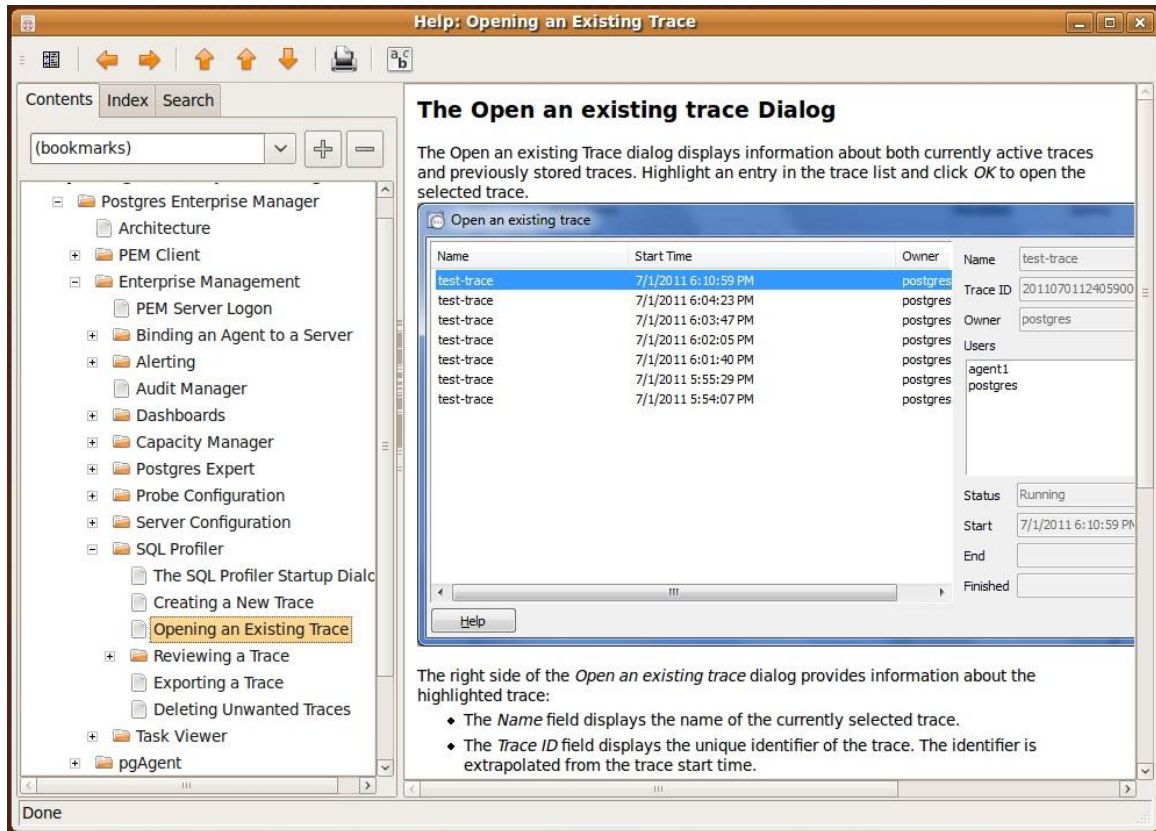 Help: Opening an Existing Trace
Contents Index Search
(bookmarks)
Postgres Enterprise Manager
Architecture
PEM Client
Enterprise Management
PEM Server Logon
Binding an Agent to a Server
Alerting
Audit Manager
Dashboards
Capacity Manager
Postgres Expert
Probe Configuration
Server Configuration
SQL Profiler
The SQL Profiler Startup
Creating a New Trace
Opening an Existing Trace
Reviewing a Trace
Exporting a Trace
Deleting Unwanted Traces
Task Viewer
pgAgent
The Open an existing trace Dialog
The Open an existing Trace dialog displays information about both currently active traces
and previously stored traces. Highlight an entry in the trace list and click OK to open the
selected trace.
Open an existing trace
Name Start Time Owner
test-trace 7/1/2011 6:10:59 PM postgres
test-trace 7/1/2011 6:04:23 PM postgres
test-trace 7/1/2011 6:03:47 PM postgres
test-trace 7/1/2011 6:02:05 PM postgres
test-trace 7/1/2011 6:01:40 PM postgres
test-trace 7/1/2011 5:55:29 PM postgres
test-trace 7/1/2011 5:54:07 PM postgres
Help
Name test-trace
Trace ID 2011070112405900
Owner postgres
Users
agent1
postgres
Status Running
Start 7/1/2011 6:10:59 PM
End
Finished
The right side of the Open an existing trace dialog provides information about the
highlighted trace:
• The Name field displays the name of the currently selected trace.
• The Trace ID field displays the unique identifier of the trace. The identifier is
extrapolated from the trace start time.
Done